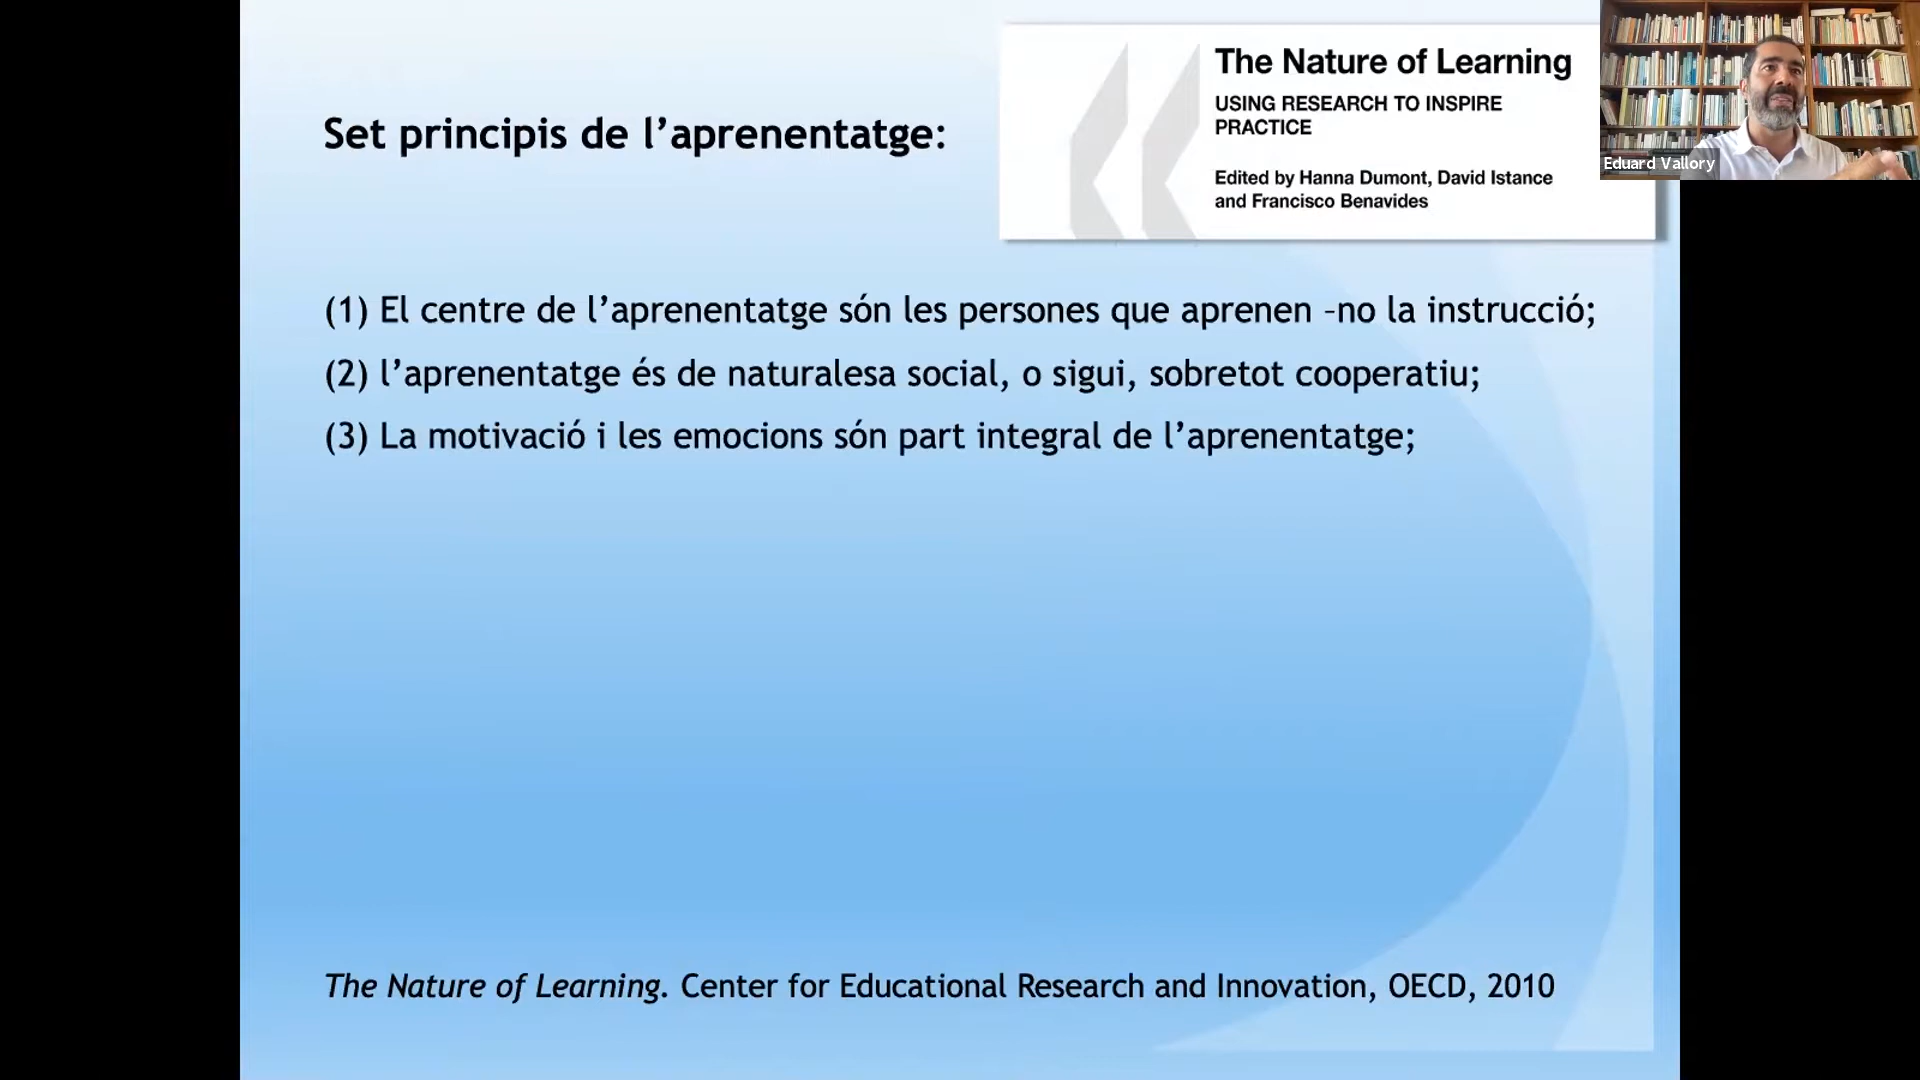 Set principis de l’aprenentatge:
The Nature of Learning
USING RESEARCH TO INSPIRE
PRACTICE
Edited by Hanna Dumont, David Istance
and Francisco Benavides
Eduard Vallory
(1) El centre de l’aprenentatge són les persones que aprenen –no la instrucció;
(2) l’aprenentatge és de naturalesa social, o sigui, sobretot cooperatiu;
(3) La motivació i les emocions són part integral de l’aprenentatge;
The Nature of Learning. Center for Educational Research and Innovation, OECD, 2010